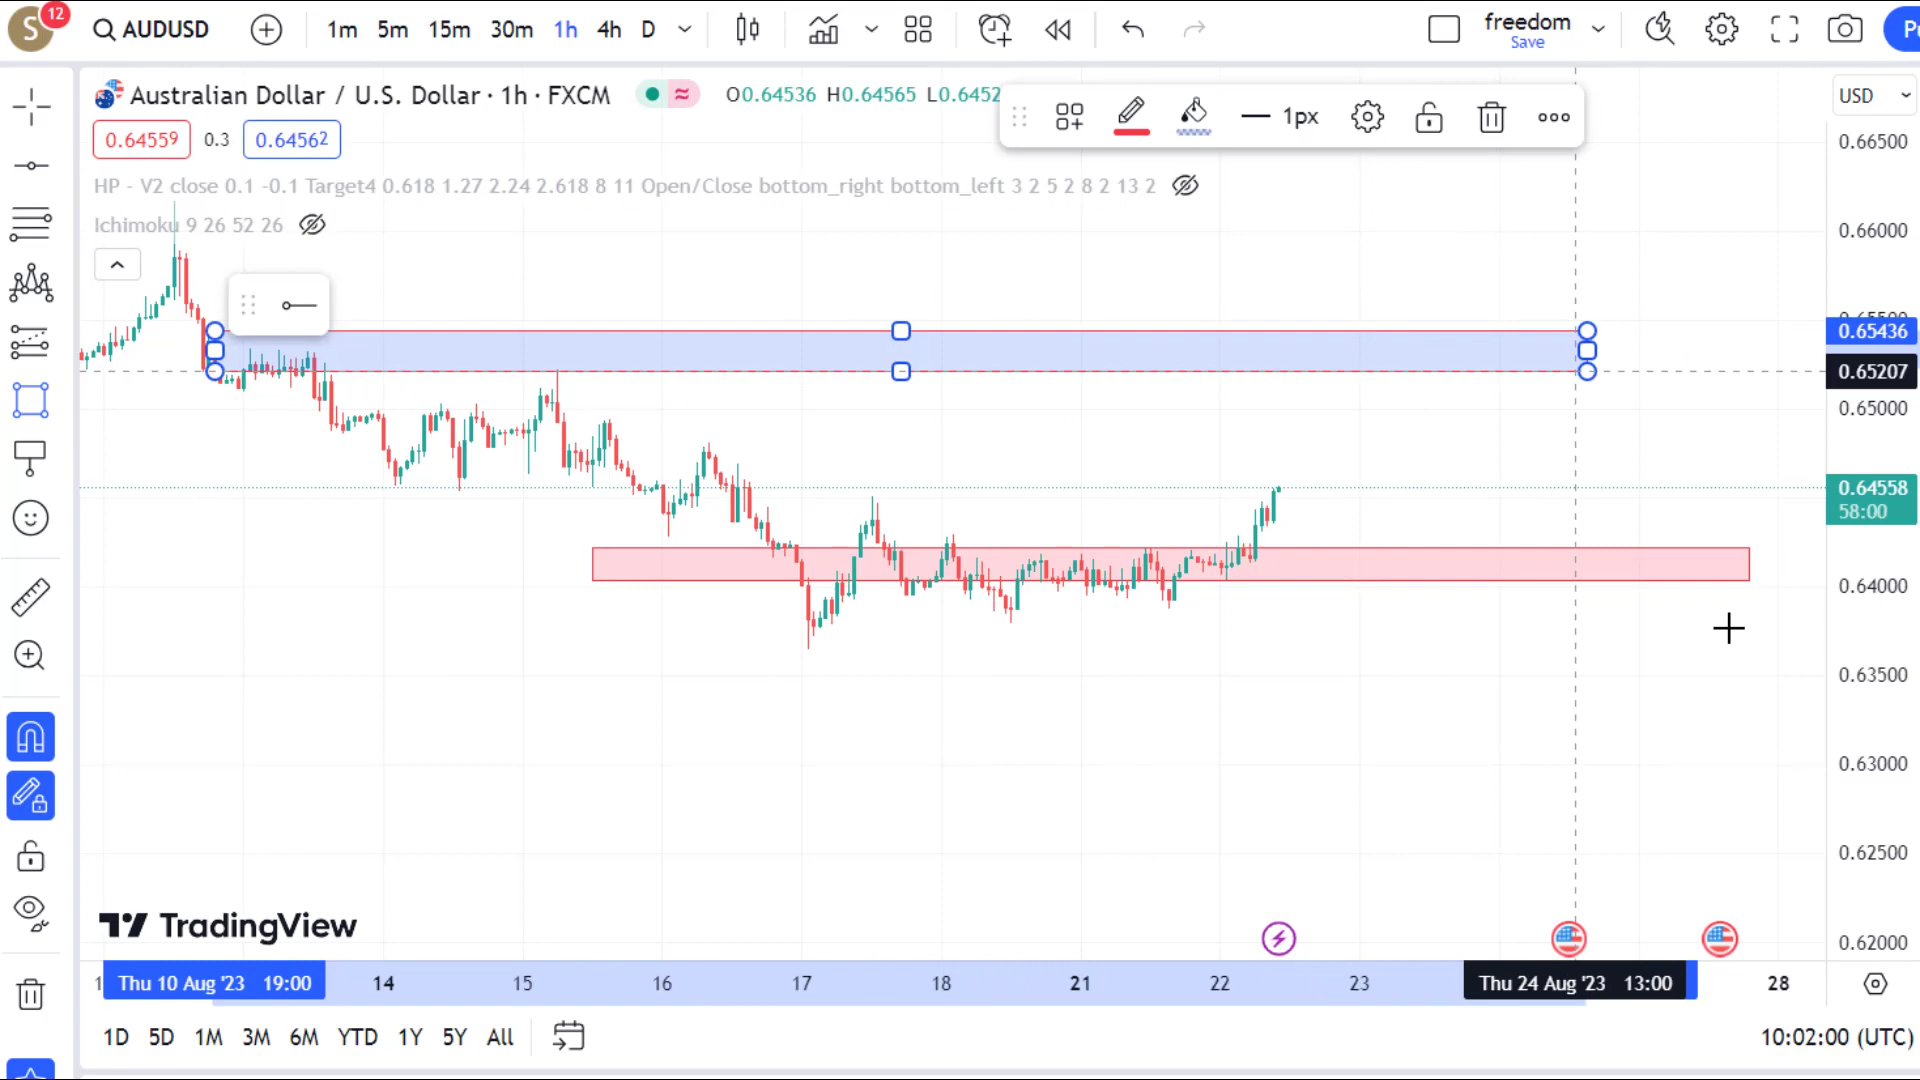 S 12 AUDUSD 1m 5m 15m 30m 1h 4h D freedom
Save
Australian Dollar / U.S. Dollar · 1h · FXCM O0.64536 H0.64565 L0.6452
USD
1px
0.64559 0.3 0.64562
0.66500
HP - V2 close 0.1 -0.1 Target4 0.618 1.27 2.24 2.618 8 11 Open/Close bottom_right bottom_left 3 2 5 2 8 2 13 2
Ichimoku 9 26 52 26
0.66000
0.65436
0.65207
0.65000
0.64558
58:00
0.64000
0.63500
0.63000
0.62500
0.62000
TradingView
Thu 10 Aug '23 19:00 14 15 16 17 18 21 22 23 Thu 24 Aug '23 13:00 28
1D 5D 1M 3M 6M YTD 1Y 5Y All 10:02:00 (UTC)